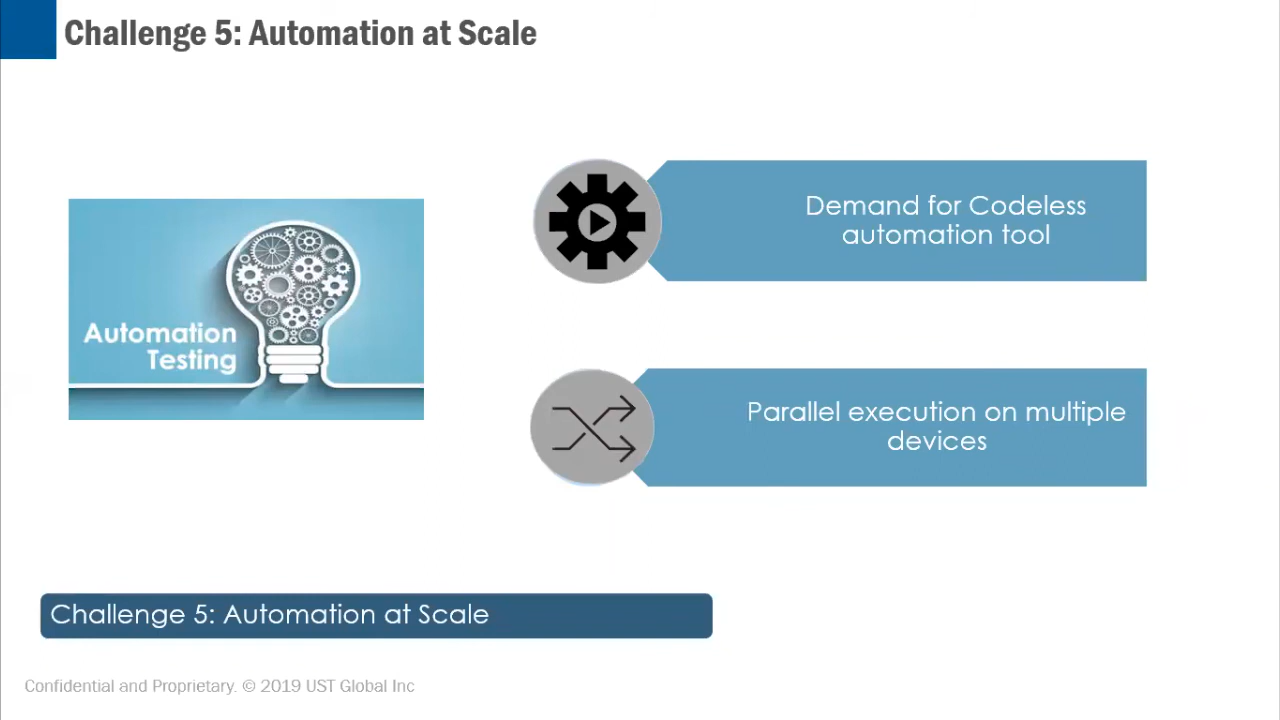 Challenge 5: Automation at Scale
Automation
Testing
Demand for Codeless
automation tool
Parallel execution on multiple
devices
Challenge 5: Automation at Scale
Confidential and Proprietary. © 2019 UST Global Inc